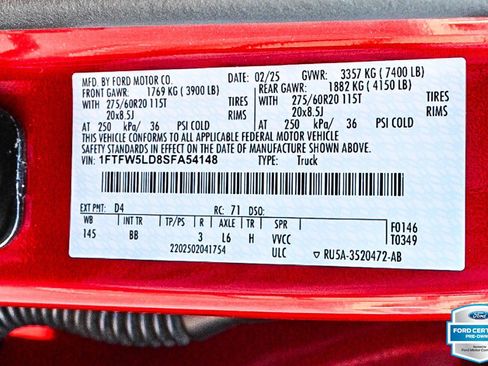 MFD. BY FORD MOTOR CO.
DATE: 02/25 GVWR: 3357 KG ( 7400 LB)
FRONT GAWR: 1769 KG ( 3900 LB) REAR GAWR: 1882 KG ( 4150 LB)
WITH 275/60R20 115T TIRES WITH 275/60R20 115T TIRES
20x8.5J RIMS 20x8.5J RIMS
AT 250 kPa/ 36 PSI COLD AT 250 kPa/ 36 PSI COLD
THIS VEHICLE CONFORMS TO ALL APPLICABLE FEDERAL MOTOR VEHICLE
SAFETY STANDARDS IN EFFECT ON THE DATE OF MANUFACTURE SHOWN ABOVE.
VIN: 1FTFW5LD8SFA54148 TYPE: Truck
EXT PNT: D4 RC: 71 DSO:
WB INT TR TP/PS R AXLE TR SPR F0146
145 BB 3 L6 H VVCC T0349
2202502041754 ULC RU5A-3520472-AB
Ford
FORD CERT
PRE-OWN